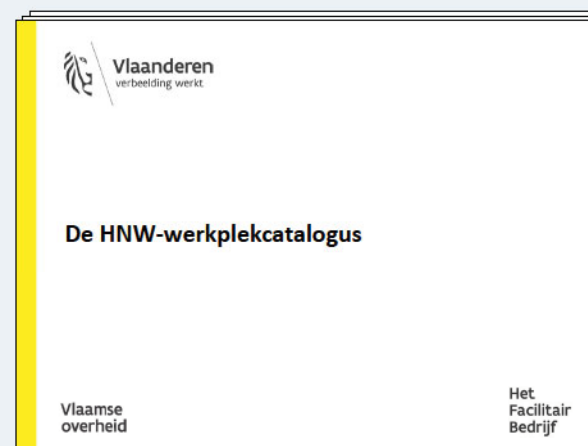 Vlaanderen
verbeelding werkt
De HNW-werkplekcatalogus
Vlaamse
overheid
Het
Facilitair
Bedrijf